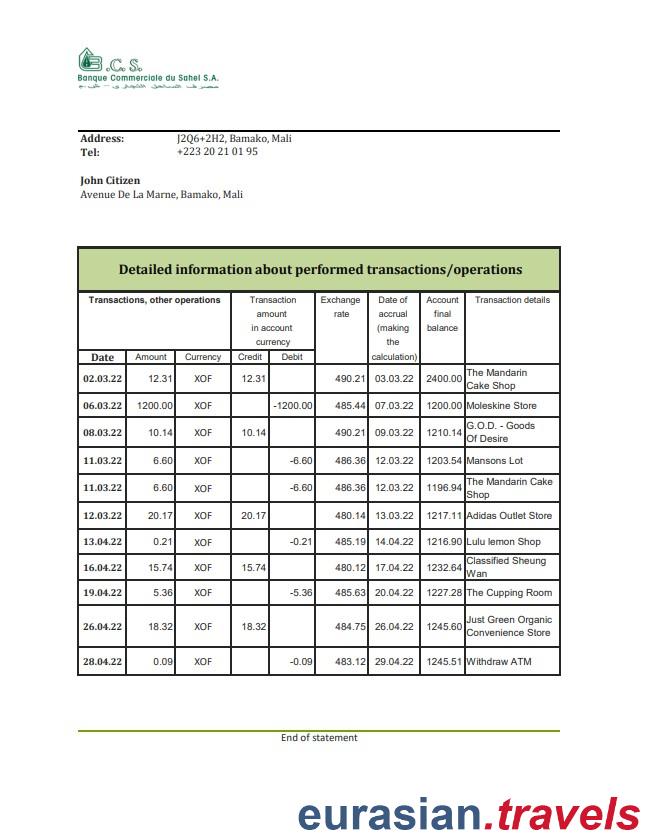 B.C.S.
Banque Commerciale du Sahel S.A.
Address: J2Q6+2H2, Bamako, Mali
Tel: +223 20 21 01 95
John Citizen
Avenue De La Marne, Bamako, Mali
Detailed information about performed transactions/operations
Transactions, other operations Transaction amount in account currency Exchange rate Date of accrual (making the calculation) Account final balance Transaction details
Date Amount Currency Credit Debit
02.03.22 12.31 XOF 12.31 490.21 03.03.22 2400.00 The Mandarin Cake Shop
06.03.22 1200.00 XOF -1200.00 485.44 07.03.22 1200.00 Moleskine Store
08.03.22 10.14 XOF 10.14 490.21 09.03.22 1210.14 G.O.D. - Goods Of Desire
11.03.22 6.60 XOF -6.60 486.36 12.03.22 1203.54 Mansons Lot
11.03.22 6.60 XOF -6.60 486.36 12.03.22 1196.94 The Mandarin Cake Shop
12.03.22 20.17 XOF 20.17 480.14 13.03.22 1217.11 Adidas Outlet Store
13.04.22 0.21 XOF -0.21 485.19 14.04.22 1216.90 Lulu lemon Shop
16.04.22 15.74 XOF 15.74 480.12 17.04.22 1232.64 Classified Sheung Wan
19.04.22 5.36 XOF -5.36 485.63 20.04.22 1227.28 The Cupping Room
26.04.22 18.32 XOF 18.32 484.75 26.04.22 1245.60 Just Green Organic Convenience Store
28.04.22 0.09 XOF -0.09 483.12 29.04.22 1245.51 Withdraw ATM
End of statement
eurasian.travels